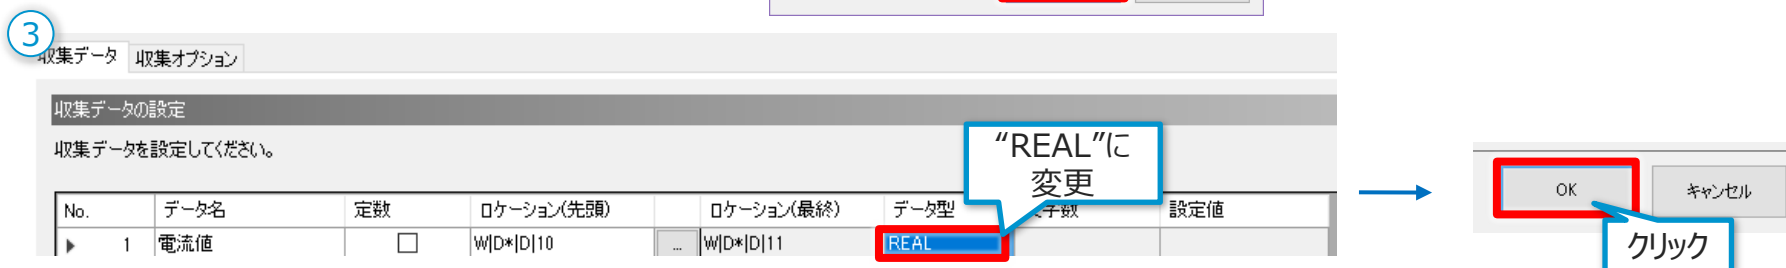 3
収集データ 収集オプション
収集データの設定
収集データを設定してください。
"REAL"に
変更
No. データ名 定数 ロケーション(先頭) ロケーション(最終) データ型 文字数 設定値
1 電流値 W|D*|D|10 ... W|D*|D|11 REAL
OK キャンセル
クリック